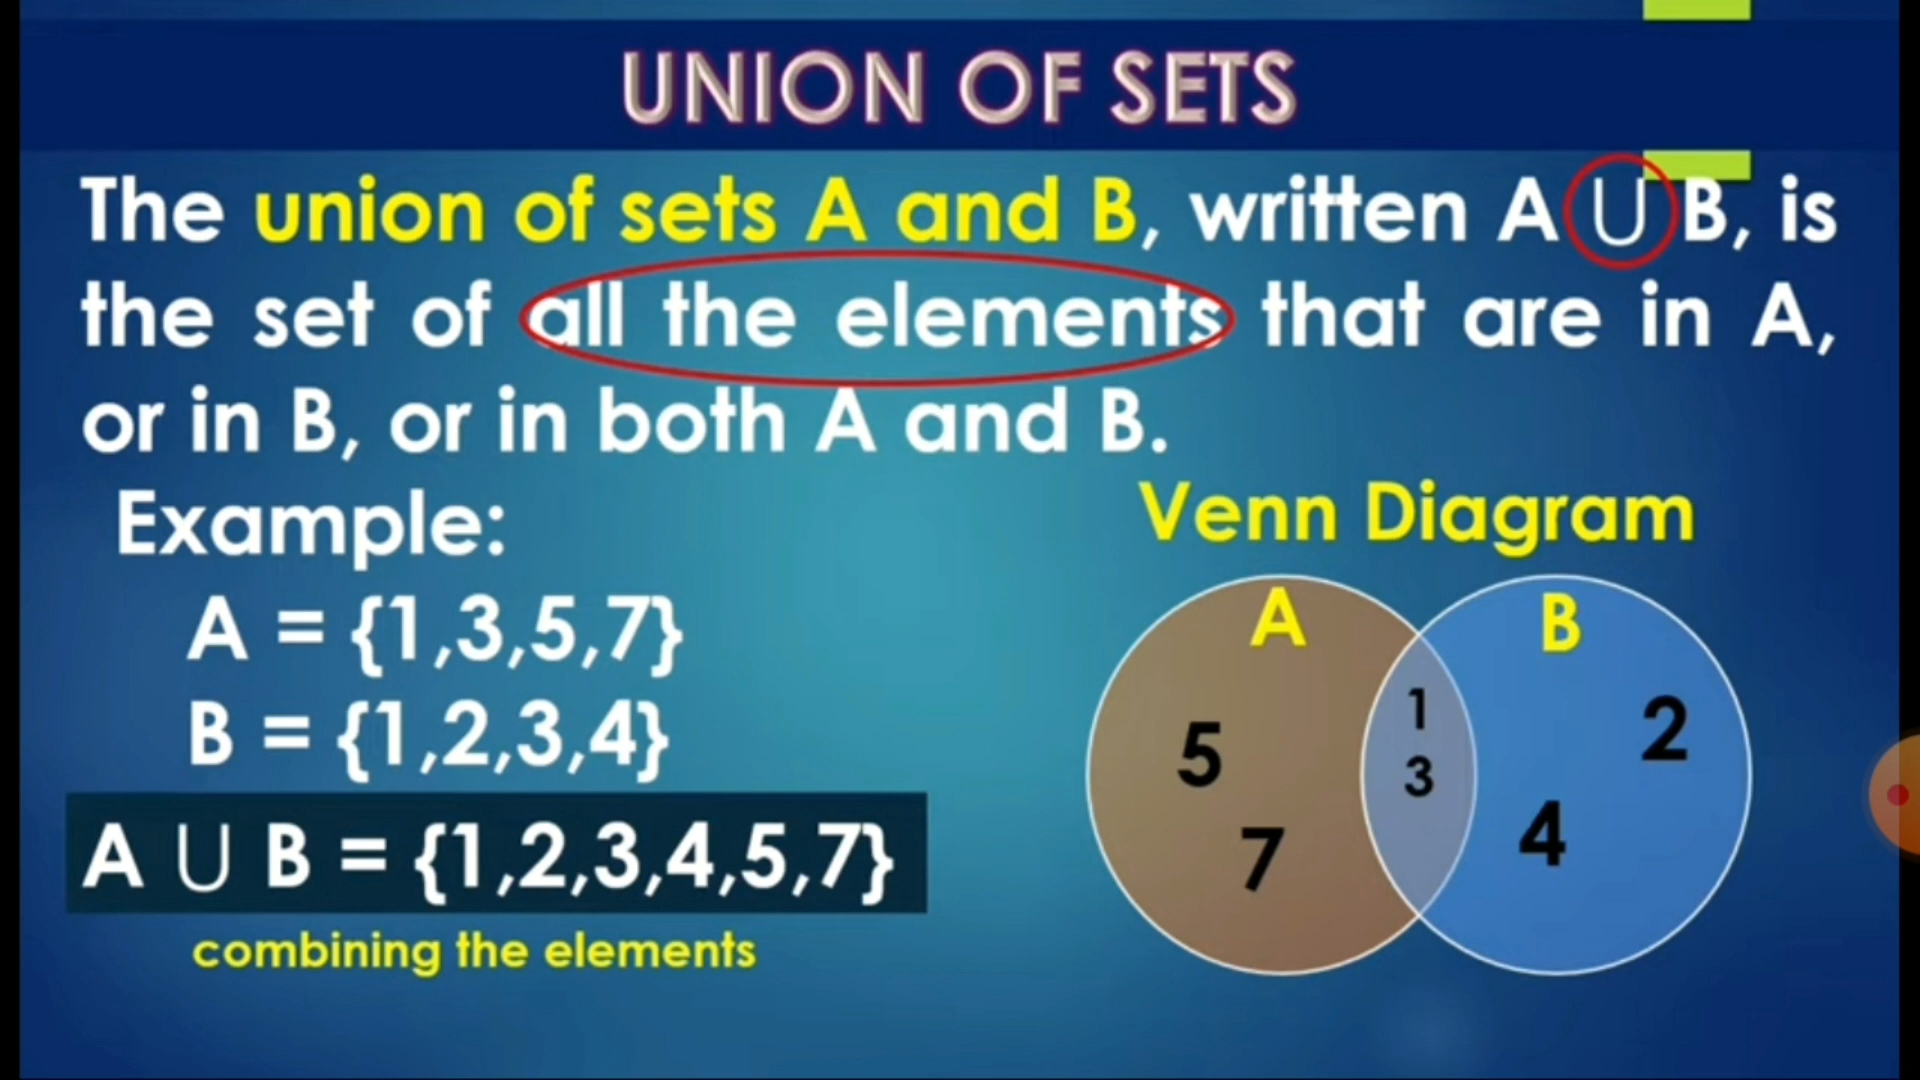 UNION OF SETS
The union of sets A and B, written A ∪ B, is
the set of all the elements that are in A,
or in B, or in both A and B.
Example:
A = {1,3,5,7}
B = {1,2,3,4}
A ∪ B = {1,2,3,4,5,7}
combining the elements
Venn Diagram
A B
1
5 3 2
7 4